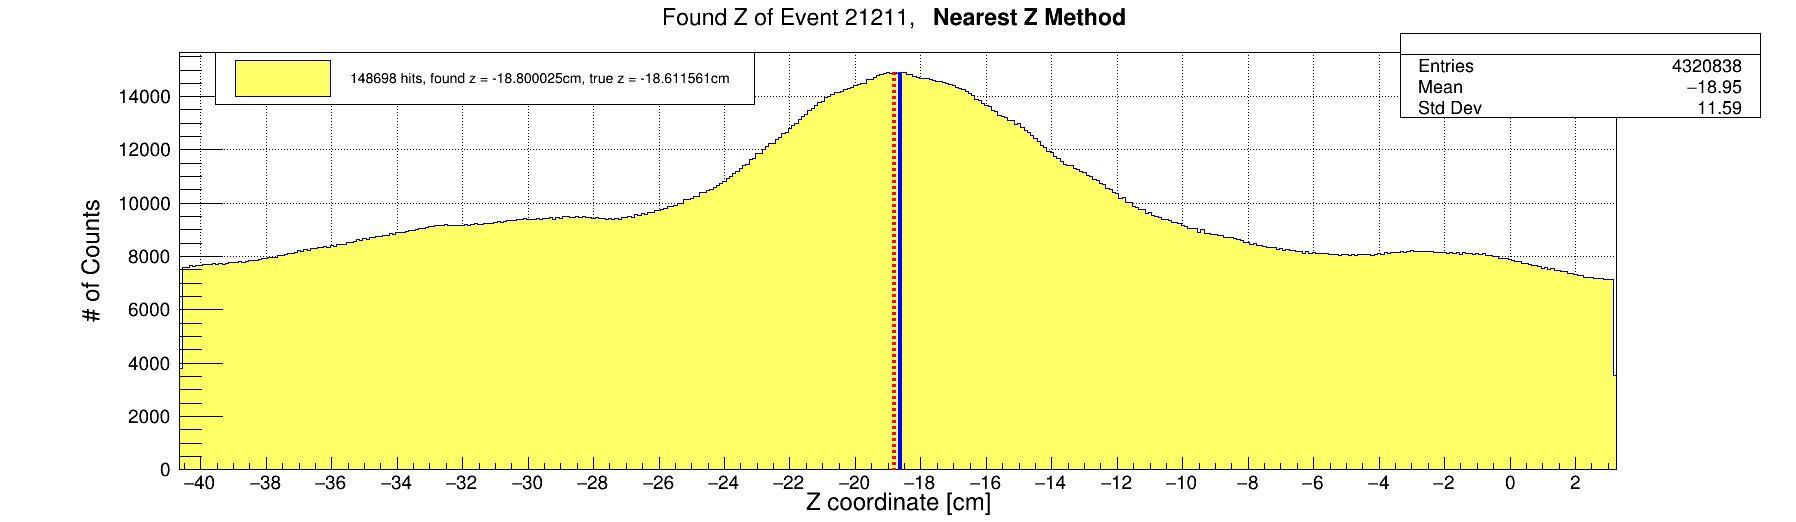 Found Z of Event 21211, Nearest Z Method
148698 hits, found z = -18.800025cm, true z = -18.611561cm
Entries 4320838
Mean −18.95
Std Dev 11.59
# of Counts
14000
12000
10000
8000
6000
4000
2000
0
−40 −38 −36 −34 −32 −30 −28 −26 −24 −22 −20 −18 −16 −14 −12 −10 −8 −6 −4 −2 0 2
Z coordinate [cm]